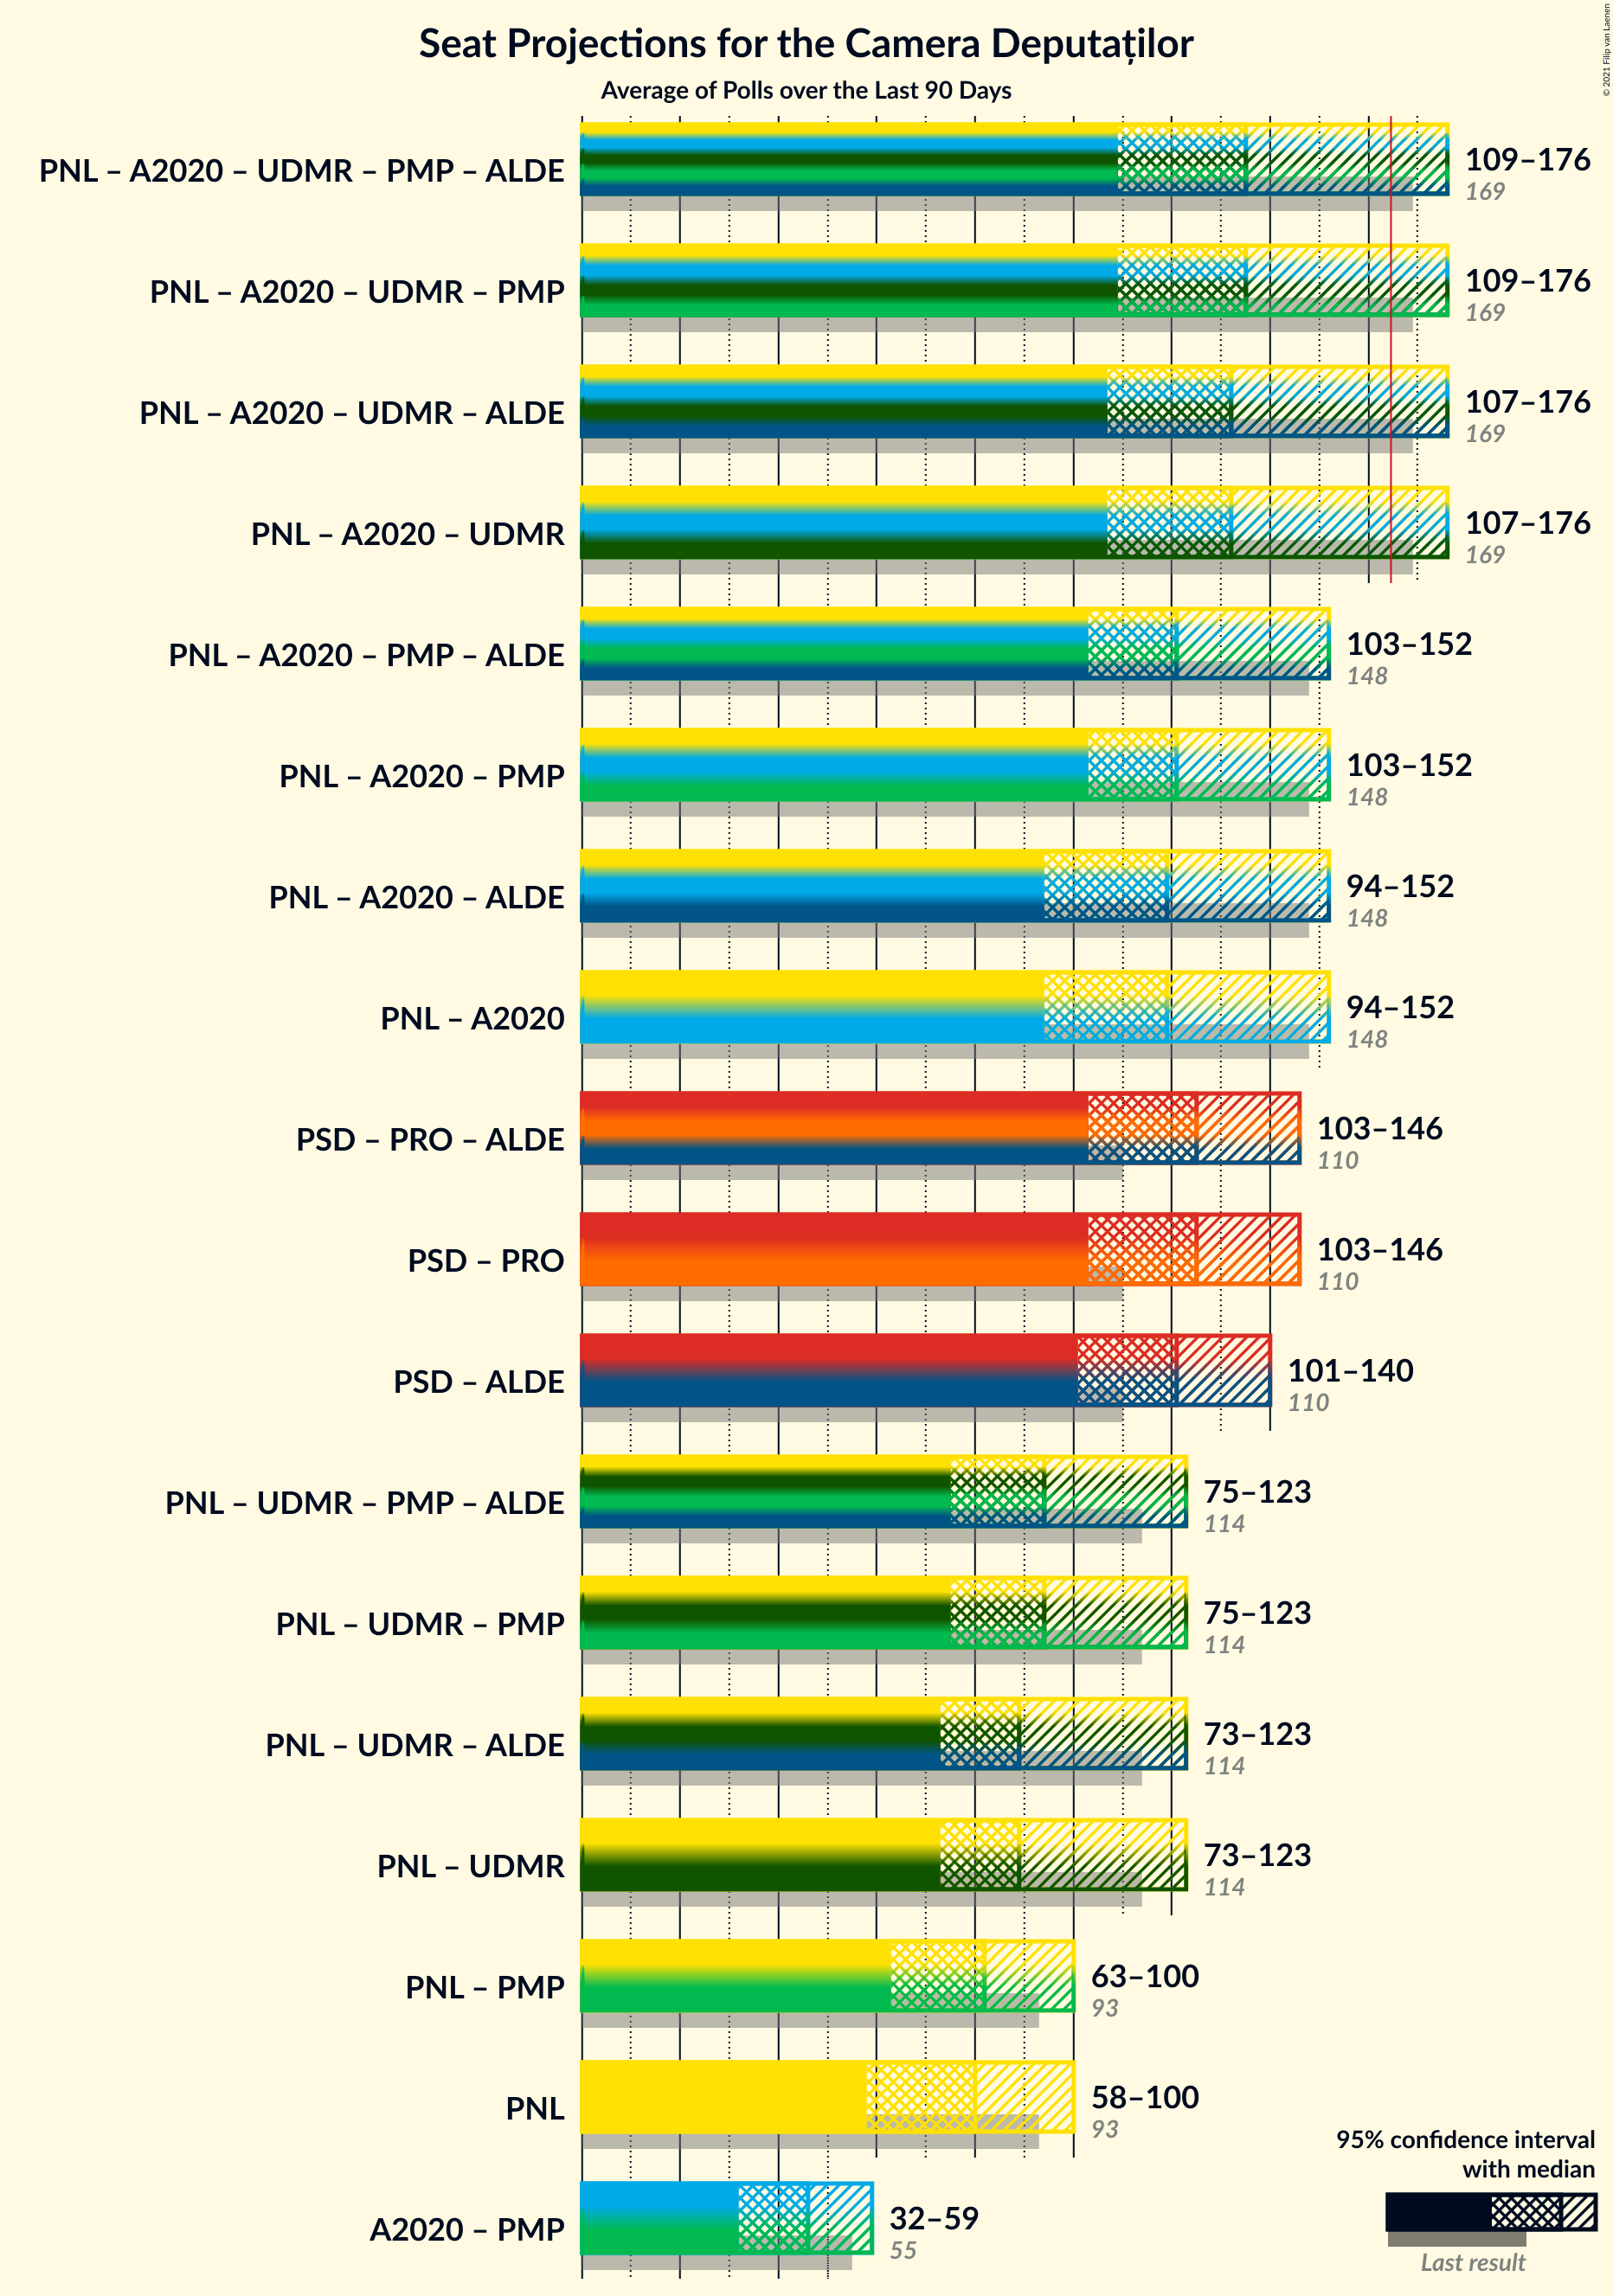 Seat Projections for the Camera Deputaților
Average of Polls over the Last 90 Days
© 2021 Filip van Laenen
PNL – A2020 – UDMR – PMP – ALDE
109–176
169
PNL – A2020 – UDMR – PMP
109–176
169
PNL – A2020 – UDMR – ALDE
107–176
169
PNL – A2020 – UDMR
107–176
169
PNL – A2020 – PMP – ALDE
103–152
148
PNL – A2020 – PMP
103–152
148
PNL – A2020 – ALDE
94–152
148
PNL – A2020
94–152
148
PSD – PRO – ALDE
103–146
110
PSD – PRO
103–146
110
PSD – ALDE
101–140
110
PNL – UDMR – PMP – ALDE
75–123
114
PNL – UDMR – PMP
75–123
114
PNL – UDMR – ALDE
73–123
114
PNL – UDMR
73–123
114
PNL – PMP
63–100
93
PNL
58–100
93
A2020 – PMP
32–59
55
95% confidence interval
with median
Last result